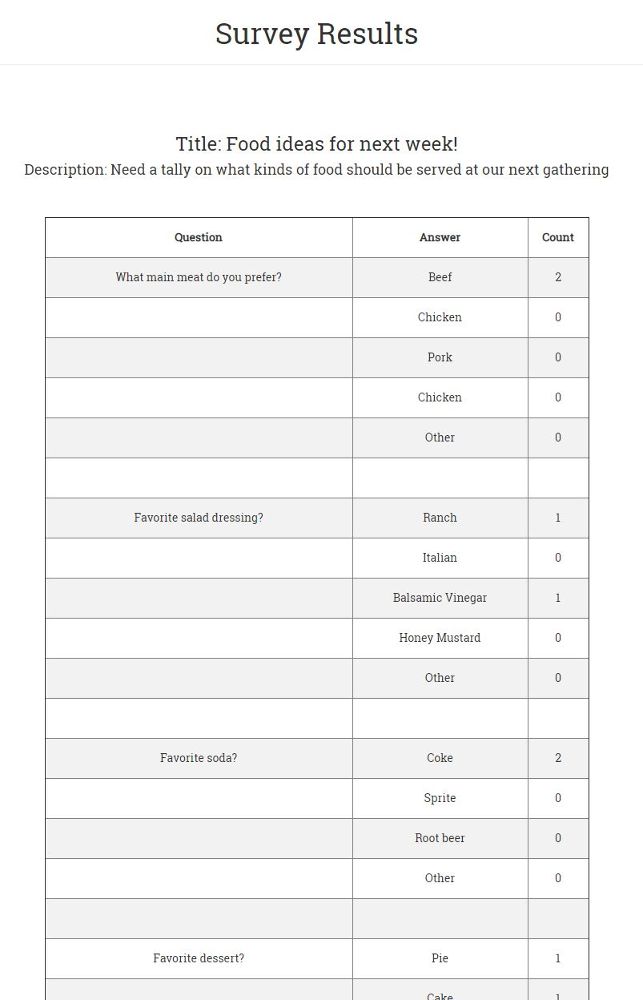 Survey Results
Title: Food ideas for next week!
Description: Need a tally on what kinds of food should be served at our next gathering
Question Answer Count
What main meat do you prefer? Beef 2
Chicken 0
Pork 0
Chicken 0
Other 0
Favorite salad dressing? Ranch 1
Italian 0
Balsamic Vinegar 1
Honey Mustard 0
Other 0
Favorite soda? Coke 2
Sprite 0
Root beer 0
Other 0
Favorite dessert? Pie 1
Cake 1